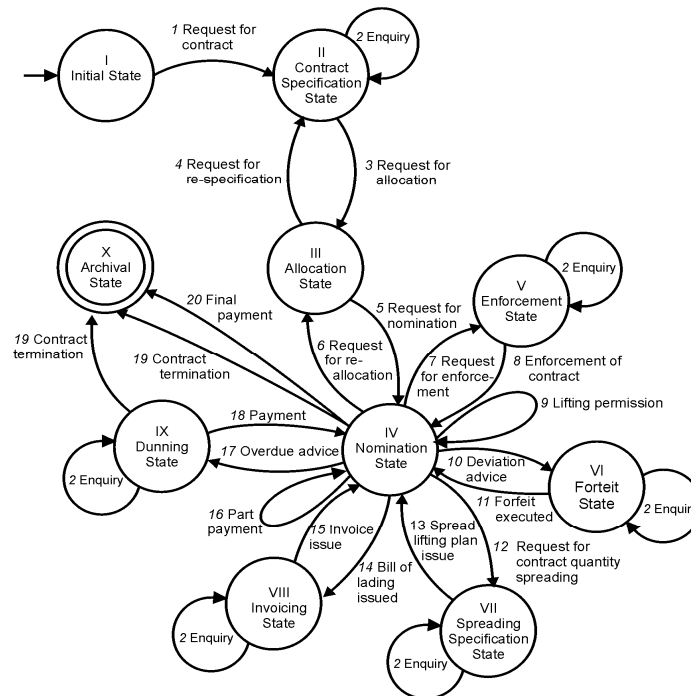 1 Request for
contract
I
Initial State
II
Contract
Specification
State
2 Enquiry
4 Request for
re-specification
3 Request for
allocation
III
Allocation
State
X
Archival
State
V
Enforcement
State
2 Enquiry
20 Final
payment
5 Request for
nomination
19 Contract
termination
19 Contract
termination
6 Request
for re-
allocation
7 Request
for enforce-
ment
8 Enforcement of
contract
9 Lifting permission
IX
Dunning
State
2 Enquiry
18 Payment
17 Overdue advice
IV
Nomination
State
10 Deviation
advice
11 Forfeit
executed
VI
Forteit
State
2 Enquir
16 Part
payment
15 Invoice
issue
14 Bill of
lading
issued
13 Spread
lifting plan
issue
12 Request for
contract quantity
spreading
VIII
Invoicing
State
2 Enquiry
VII
Spreading
Specification
State
2 Enquiry